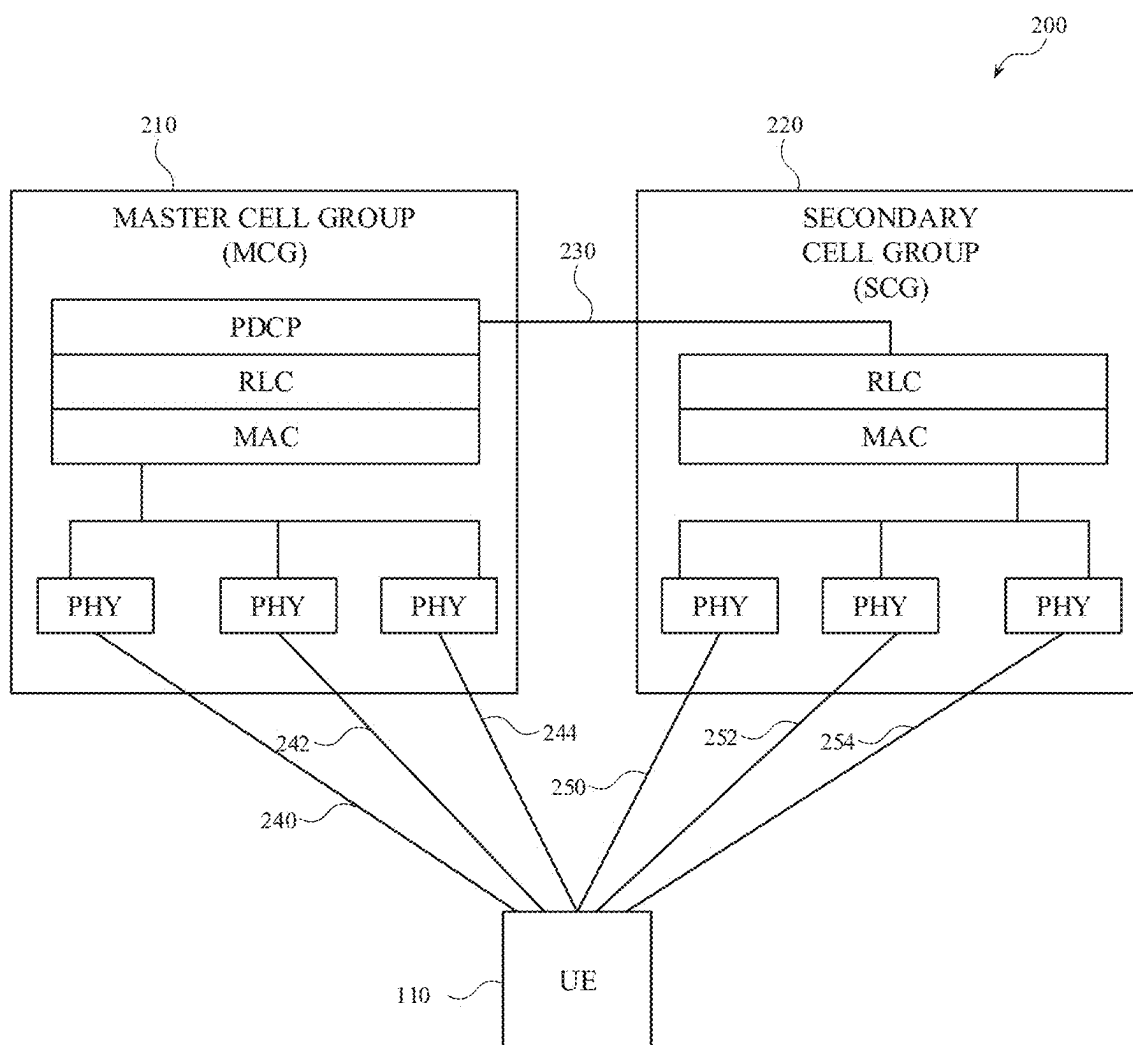 200
210
220
MASTER CELL GROUP
(MCG)
SECONDARY
CELL GROUP
(SCG)
230
PDCP
RLC
MAC
RLC
MAC
PHY
PHY
PHY
PHY
PHY
PHY
240
242
244
250
252
254
110
UE